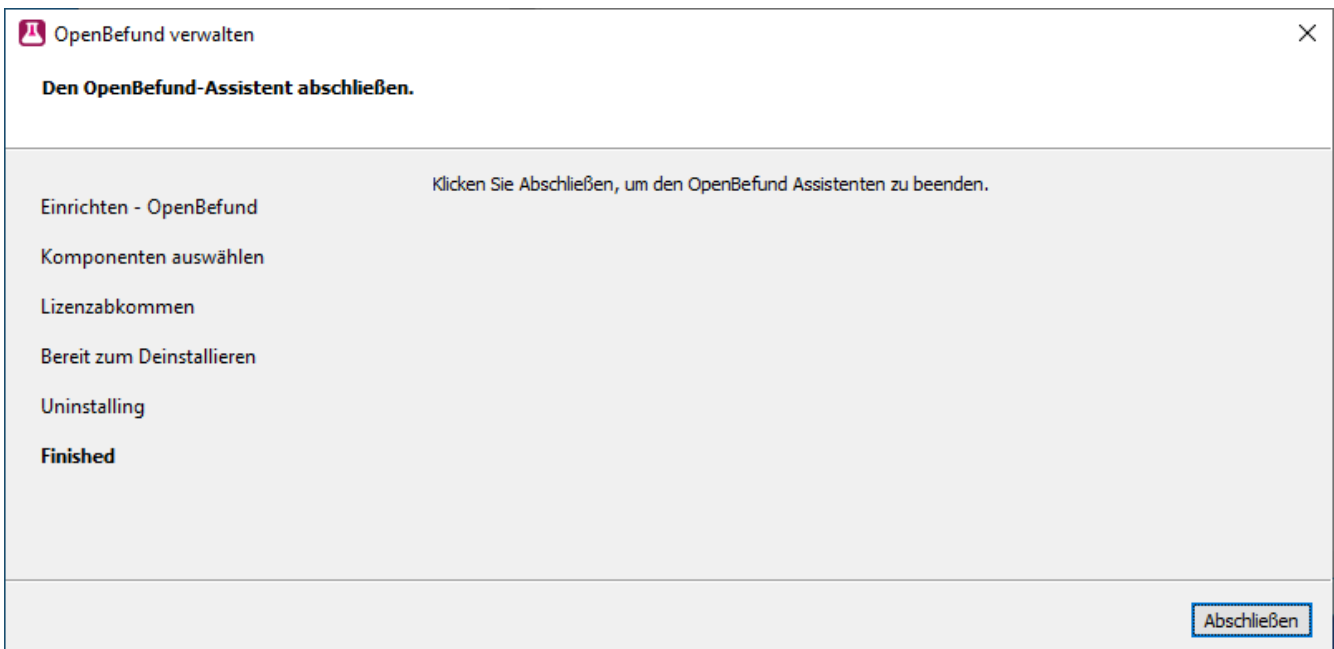 OpenBefund verwalten
Den OpenBefund-Assistent abschließen.
Klicken Sie Abschließen, um den OpenBefund Assistenten zu beenden.
Einrichten - OpenBefund
Komponenten auswählen
Lizenzabkommen
Bereit zum Deinstallieren
Uninstalling
Finished
Abschließen